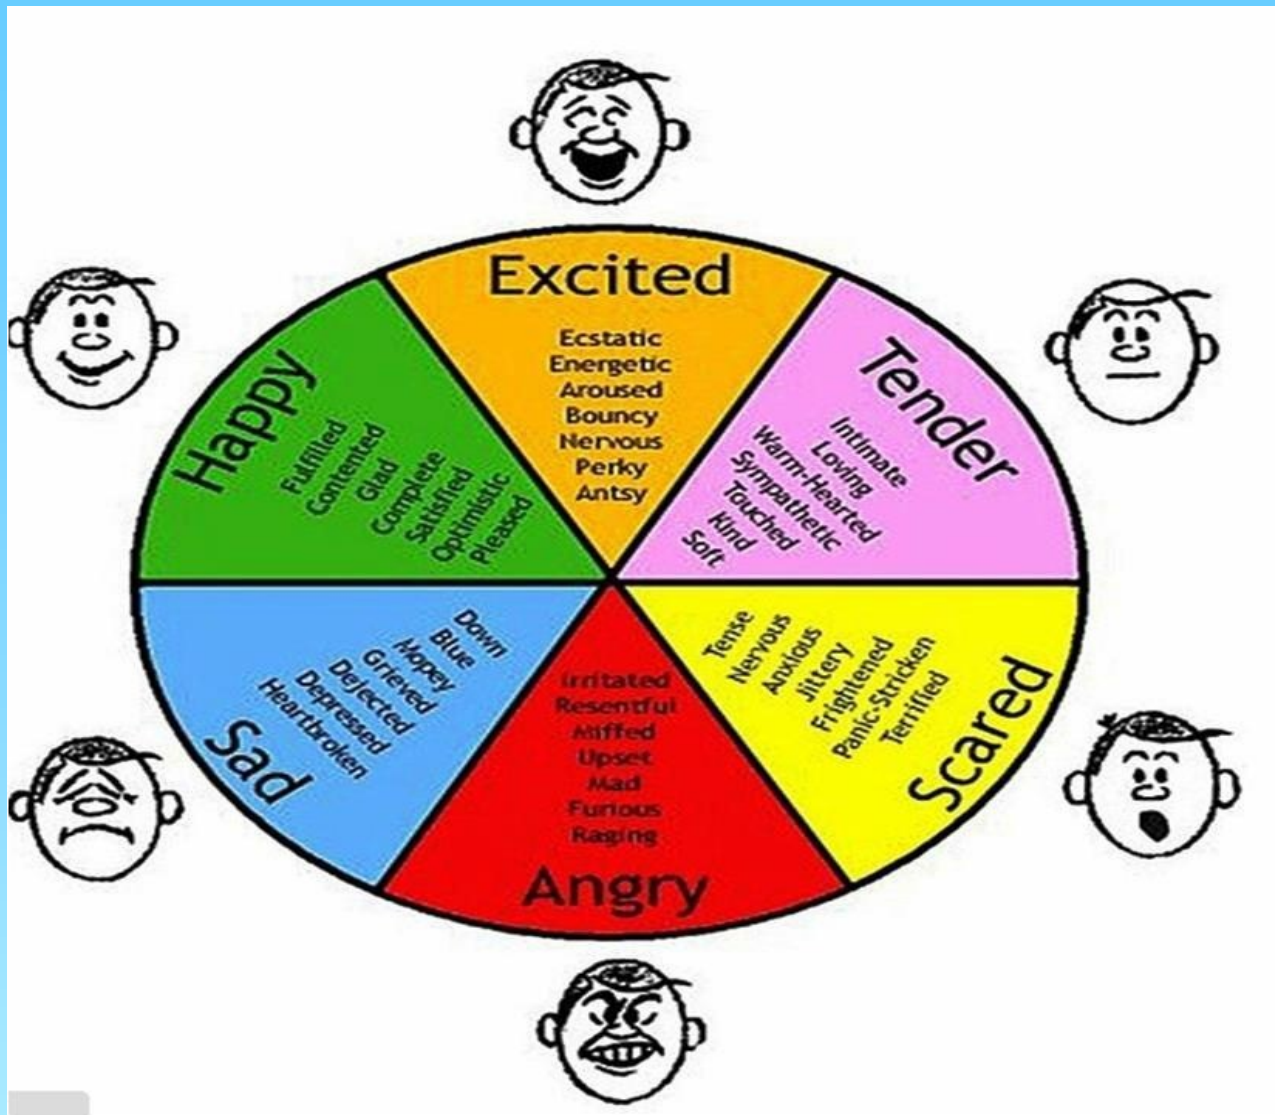 Excited
Ecstatic
Energetic
Aroused
Bouncy
Nervous
Perky
Antsy
Tender
Intimate
Loving
Warm-Hearted
Sympathetic
Touched
Kind
Soft
Scared
Tense
Nervous
Anxious
Jittery
Frightened
Panic-Stricken
Terrified
Angry
Irritated
Resentful
Miffed
Upset
Mad
Furious
Raging
Sad
Down
Blue
Mopey
Grieved
Dejected
Depressed
Heartbroken
Happy
Fulfilled
Contented
Glad
Complete
Satisfied
Optimistic
Pleased